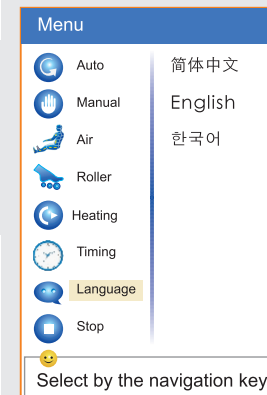 Menu
Auto
Manual
Air
Roller
Heating
Timing
Language
Stop
简体中文
English
한국어
Select by the navigation key